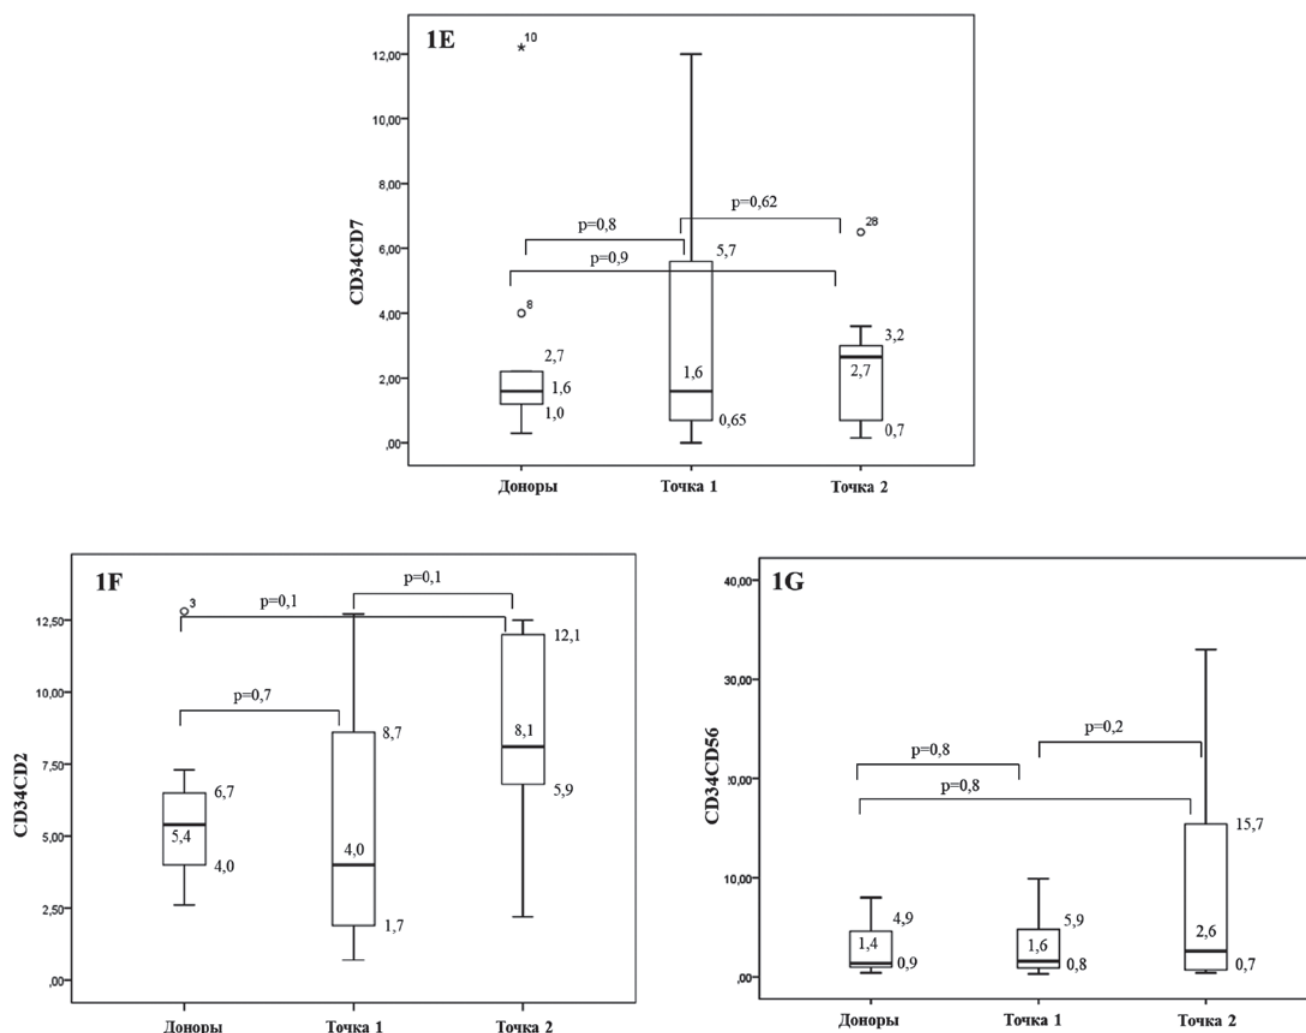 1E
CD34CD7
12,00
10,00
8,00
6,00
4,00
2,00
,00
10
8
28
p=0,62
p=0,8
p=0,9
5,7
2,7
1,6
1,0
1,6
0,65
3,2
2,7
0,7
Доноры Точка 1 Точка 2
1F
CD34CD2
12,50
10,00
7,50
5,00
2,50
,00
3
p=0,1
p=0,1
p=0,7
6,7
5,4
4,0
8,7
4,0
1,7
12,1
8,1
5,9
Доноры Точка 1 Точка 2
1G
CD34CD56
40,00
30,00
20,00
10,00
,00
p=0,2
p=0,8
p=0,8
4,9
1,4
0,9
5,9
1,6
0,8
15,7
2,6
0,7
Доноры Точка 1 Точка 2